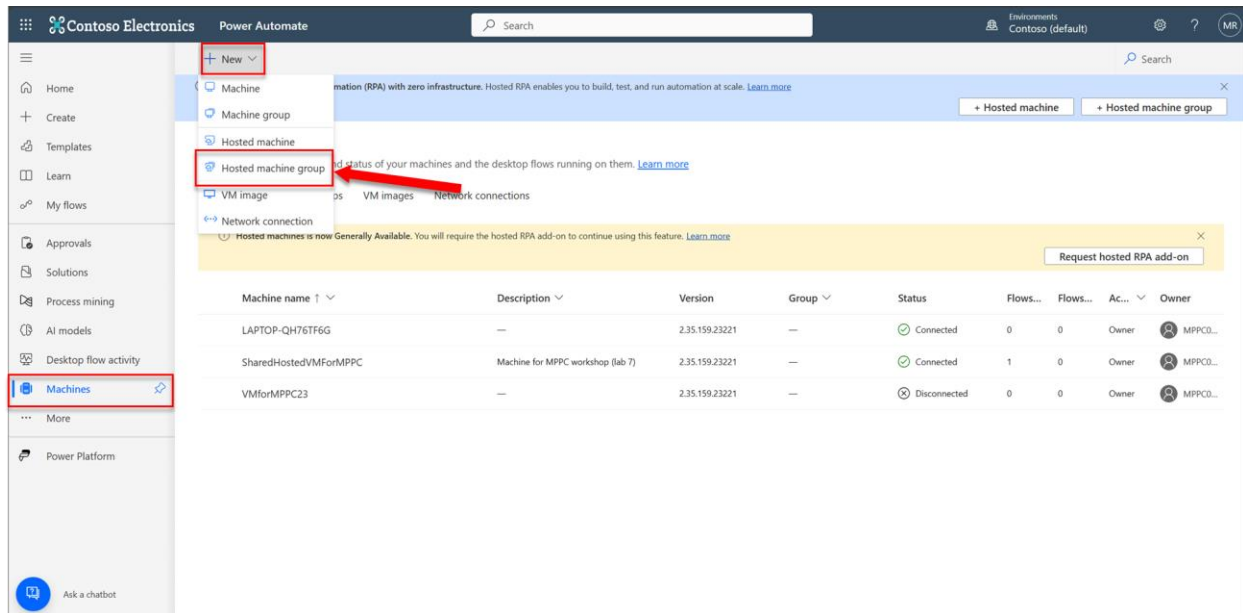 Contoso Electronics Power Automate Search Environments Contoso (default) ? MR
+ New Search
Home
Create
Templates
Learn
My flows
Approvals
Solutions
Process mining
AI models
Desktop flow activity
Machines
More
Power Platform
Ask a chatbot
Machine
Machine group
Hosted machine
Hosted machine group
VM image
Network connection
mation (RPA) with zero infrastructure. Hosted RPA enables you to build, test, and run automation at scale. Learn more
+ Hosted machine + Hosted machine group
d status of your machines and the desktop flows running on them. Learn more
ps VM images Network connections
Hosted machines is now Generally Available. You will require the hosted RPA add-on to continue using this feature. Learn more
Request hosted RPA add-on
Machine name ↑ Description Version Group Status Flows... Flows... Ac... Owner
LAPTOP-QH76TF6G — 2.35.159.23221 — Connected 0 0 Owner MPPC0...
SharedHostedVMForMPPC Machine for MPPC workshop (lab 7) 2.35.159.23221 — Connected 1 0 Owner MPPC0...
VMforMPPC23 — 2.35.159.23221 — Disconnected 0 0 Owner MPPC0...